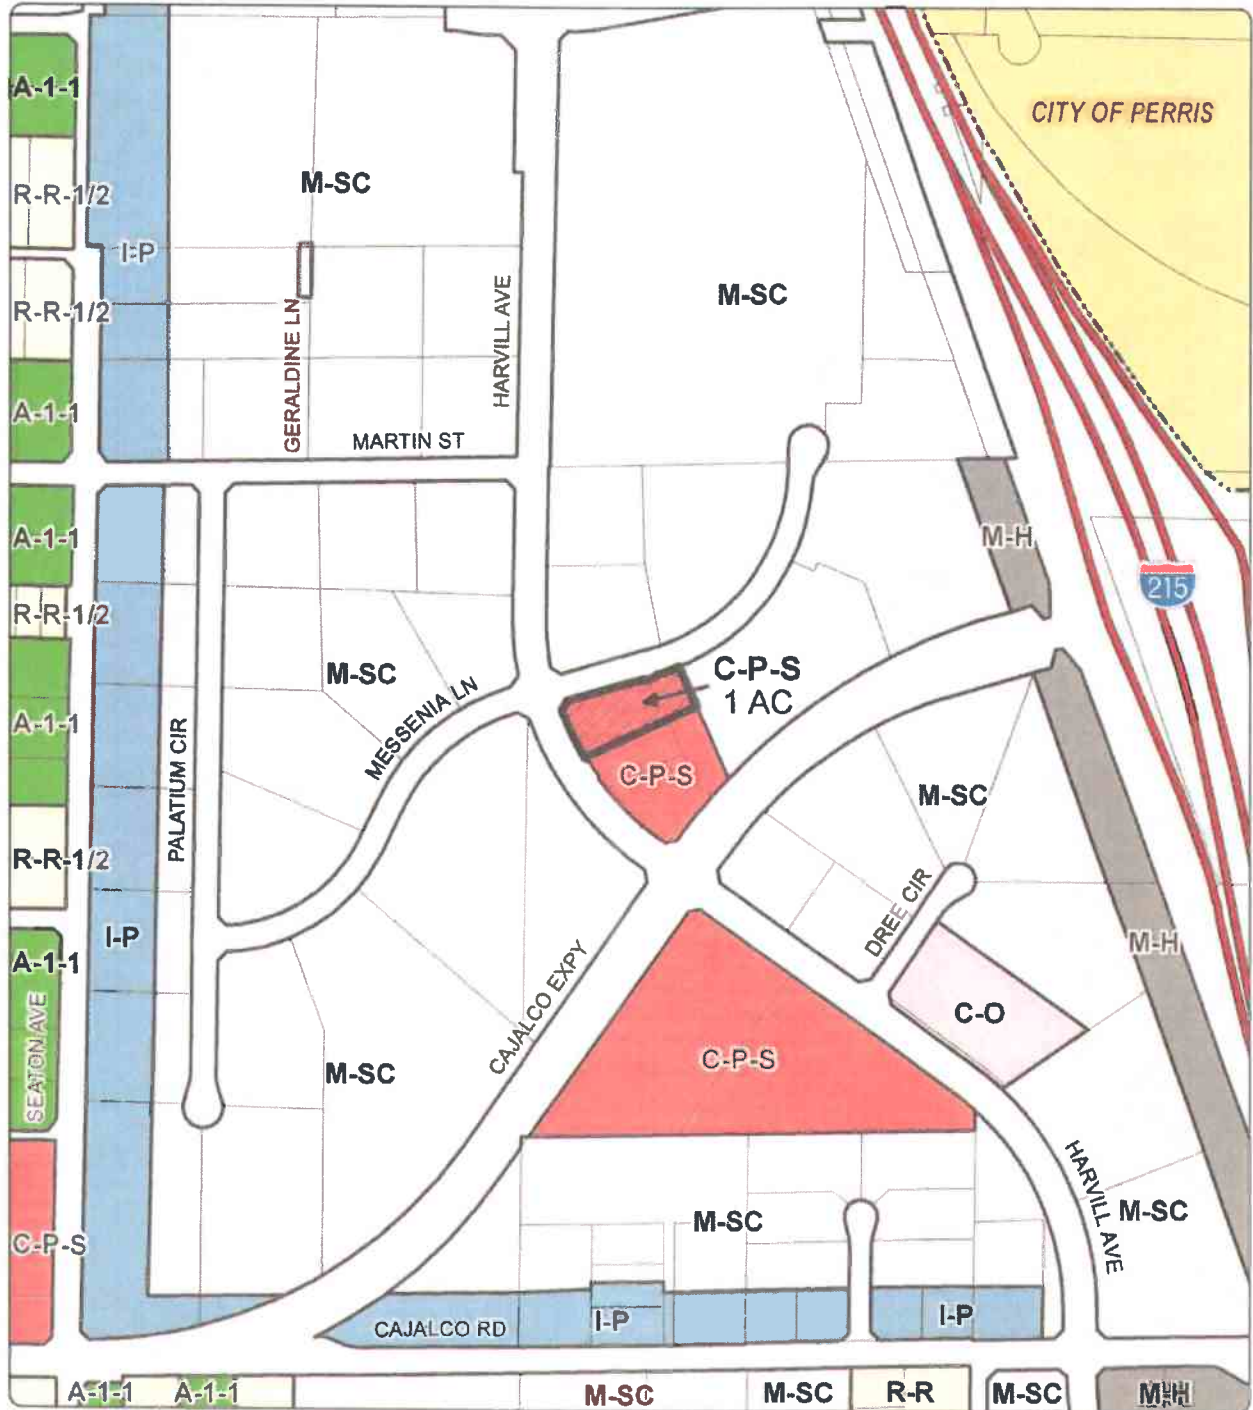 A-1-1
CITY OF PERRIS
M-SC
R-R-1/2
I-P
M-SC
R-R-1/2
GERALDINE LN
HARVILL AVE
A-1-1
MARTIN ST
A-1-1
M-H
215
R-R-1/2
M-SC
C-P-S
1 AC
A-1-1
MESSENIA LN
PALATIUM CIR
C-P-S
M-SC
R-R-1/2
DREE CIR
I-P
M-H
A-1-1
C-O
CAJALCO EXPY
SEATON AVE
C-P-S
M-SC
HARVILL AVE
M-SC
M-SC
C-P-S
I-P
I-P
CAJALCO RD
A-1-1
A-1-1
M-SC
M-SC
R-R
M-SC
M-H